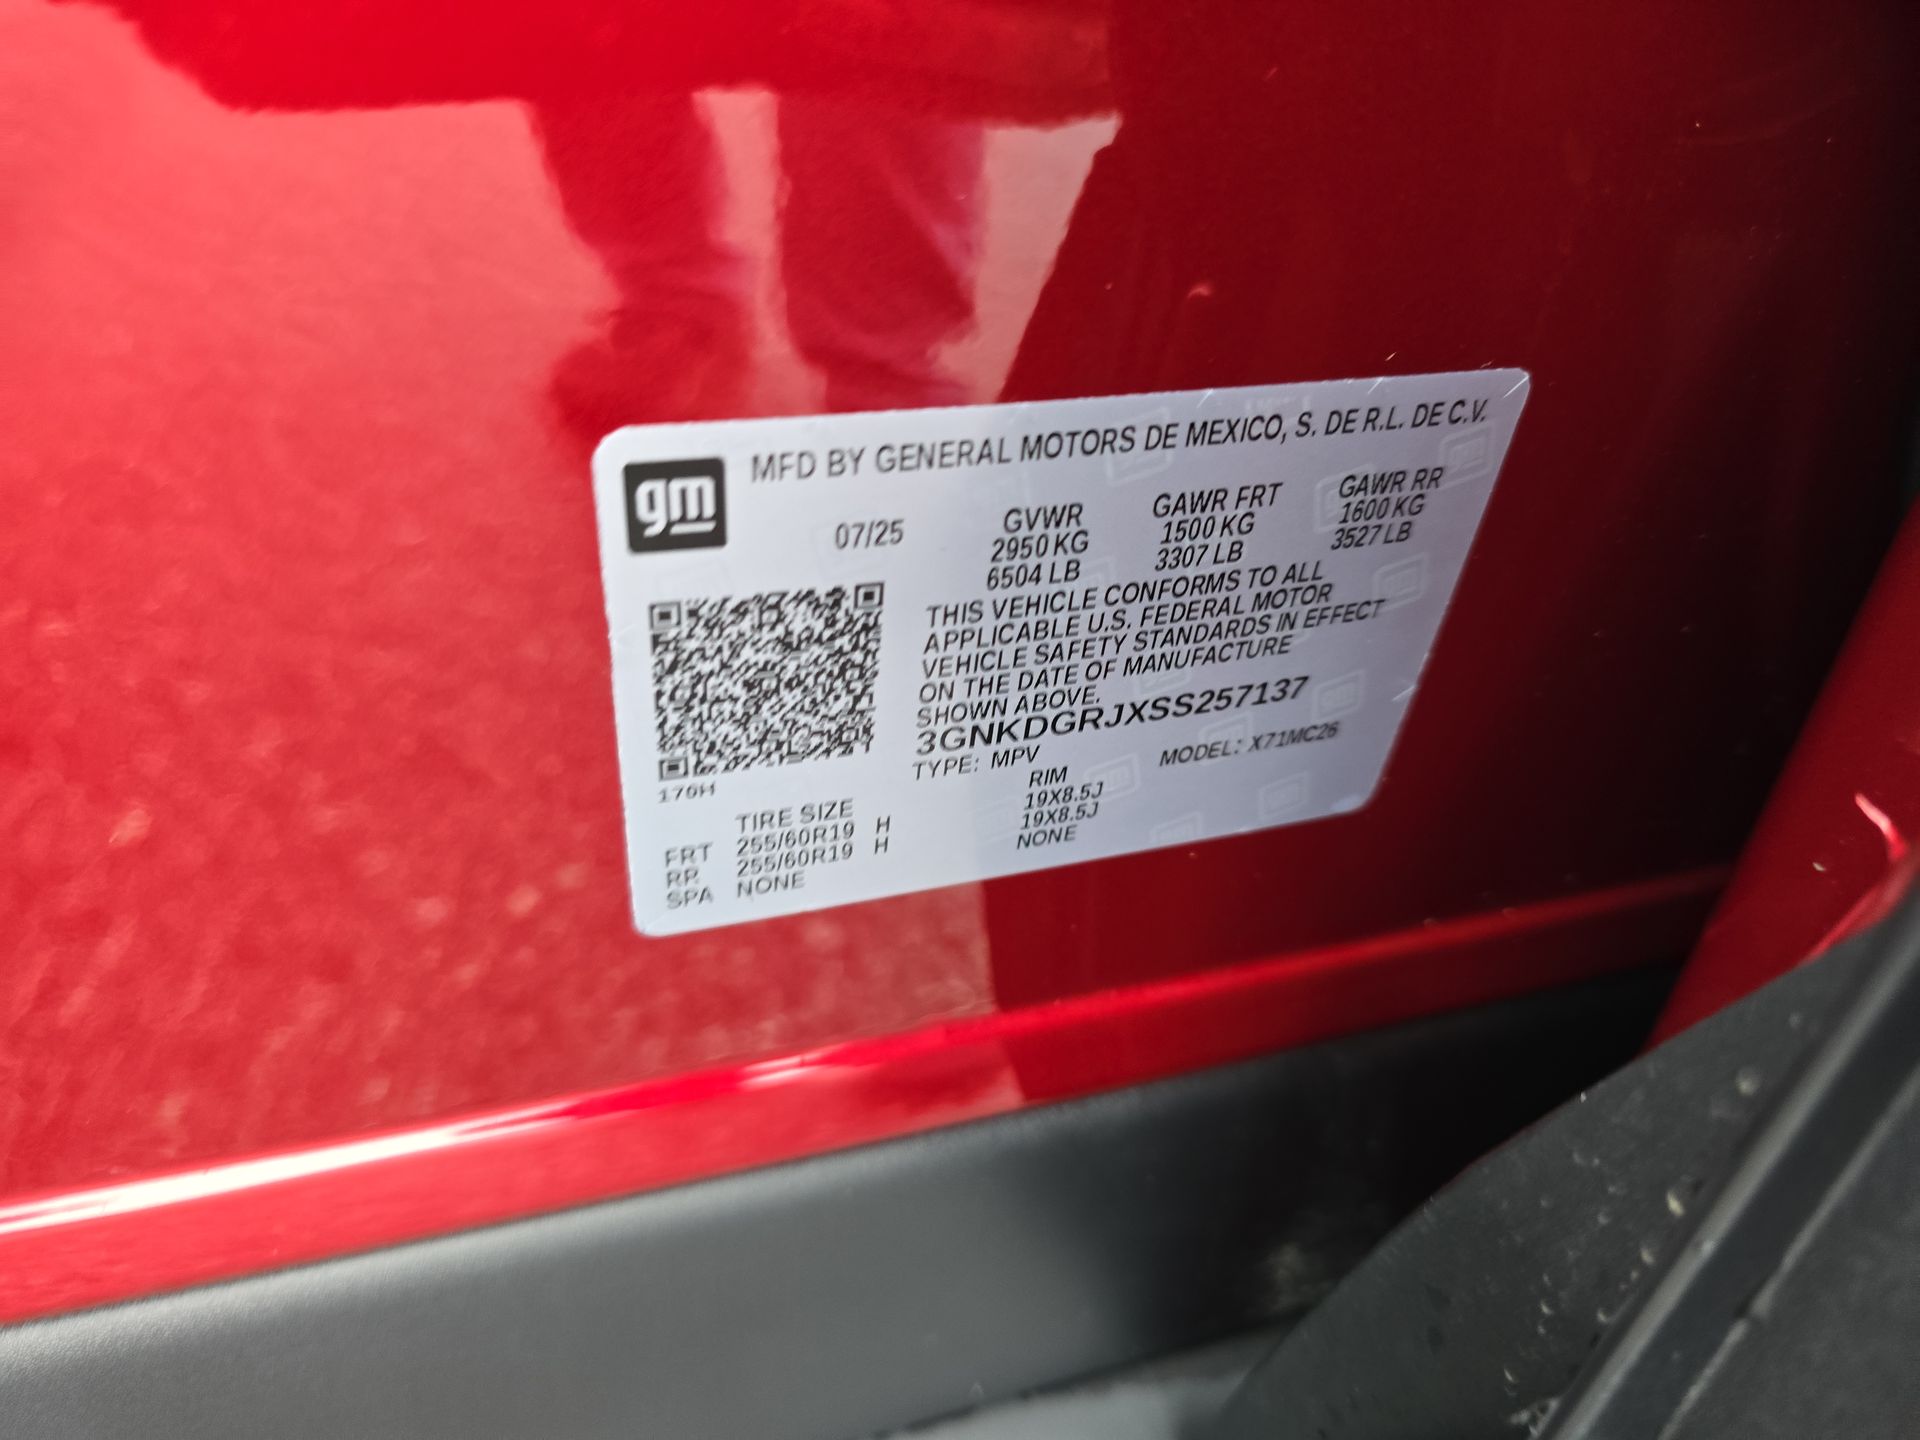 gm
MFD BY GENERAL MOTORS DE MEXICO, S. DE R.L. DE C.V.
07/25
GVWR
2950 KG
6504 LB
GAWR FRT
1500 KG
3307 LB
GAWR RR
1600 KG
3527 LB
THIS VEHICLE CONFORMS TO ALL
APPLICABLE U.S. FEDERAL MOTOR
VEHICLE SAFETY STANDARDS IN EFFECT
ON THE DATE OF MANUFACTURE
SHOWN ABOVE.
3GNKDGRJXSS257137
TYPE: MPV MODEL: X71MC26
170H
TIRE SIZE RIM
FRT 255/60R19 H 19X8.5J
RR 255/60R19 H 19X8.5J
SPA NONE NONE